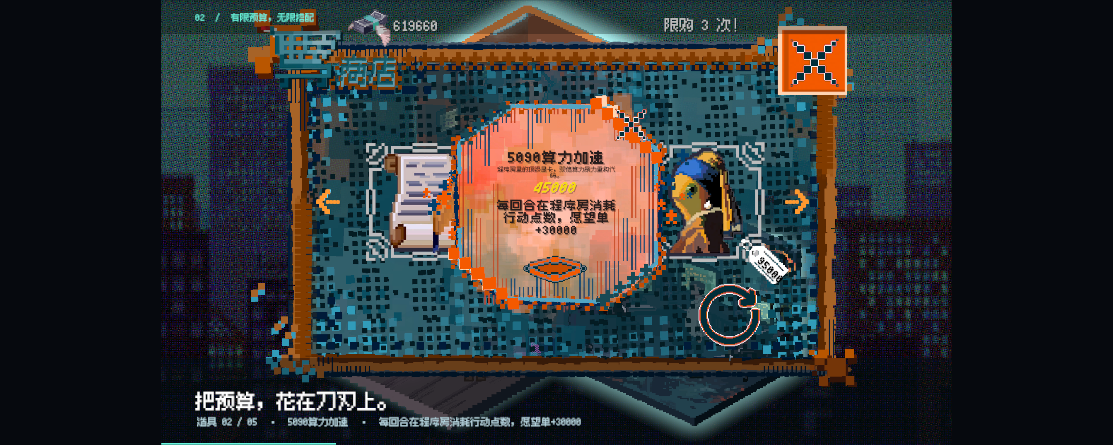 02 / 有限预算，无限搭配
619660
限购 3 次！
商店
5090算力加速
45000
每回合在程序房消耗
行动点数，愿望单
+30000
95000
把预算，花在刀刃上。
道具 02 / 05 · 5090算力加速 · 每回合在程序房消耗行动点数，愿望单+30000